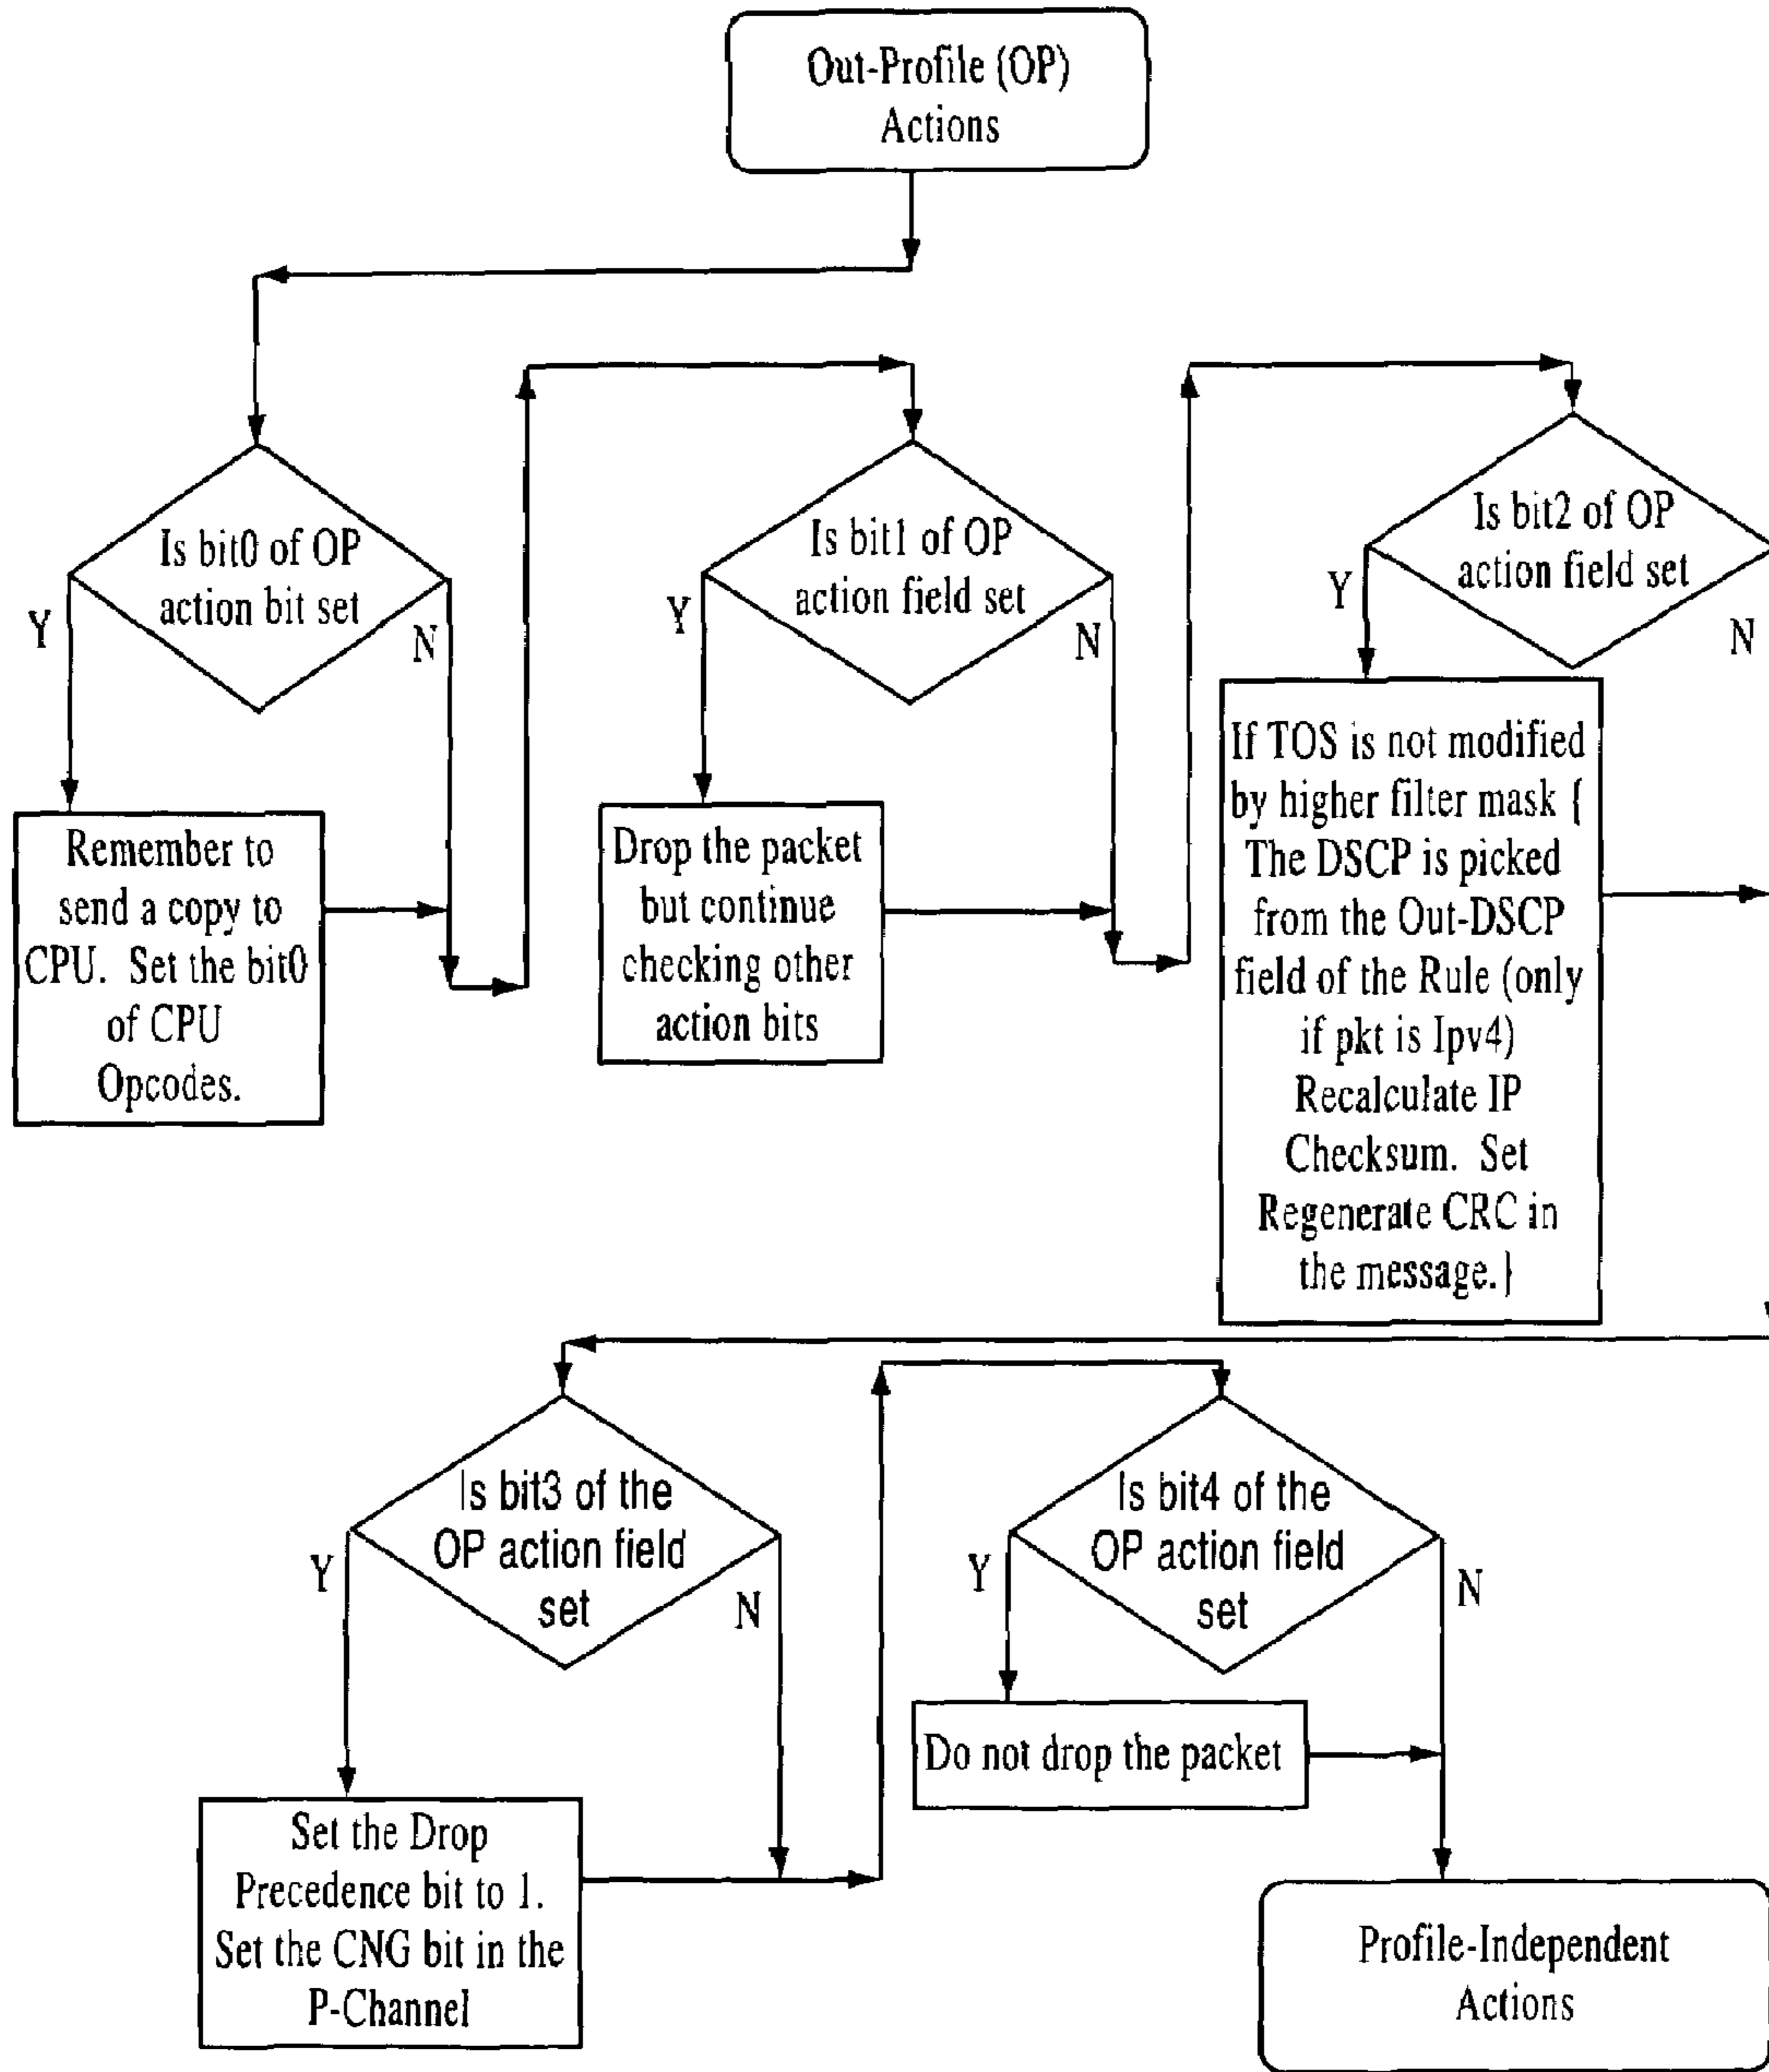 Out-Profile (OP)
Actions
Is bit0 of OP
action bit set
Y
N
Remember to
send a copy to
CPU. Set the bit0
of CPU
Opcodes.
Is bit1 of OP
action field set
Y
N
Drop the packet
but continue
checking other
action bits
Is bit2 of OP
action field set
Y
N
If TOS is not modified
by higher filter mask {
The DSCP is picked
from the Out-DSCP
field of the Rule (only
if pkt is Ipv4)
Recalculate IP
Checksum. Set
Regenerate CRC in
the message.}
Is bit3 of the
OP action field
set
Y
N
Set the Drop
Precedence bit to 1.
Set the CNG bit in the
P-Channel
Is bit4 of the
OP action field
set
Y
N
Do not drop the packet
Profile-Independent
Actions